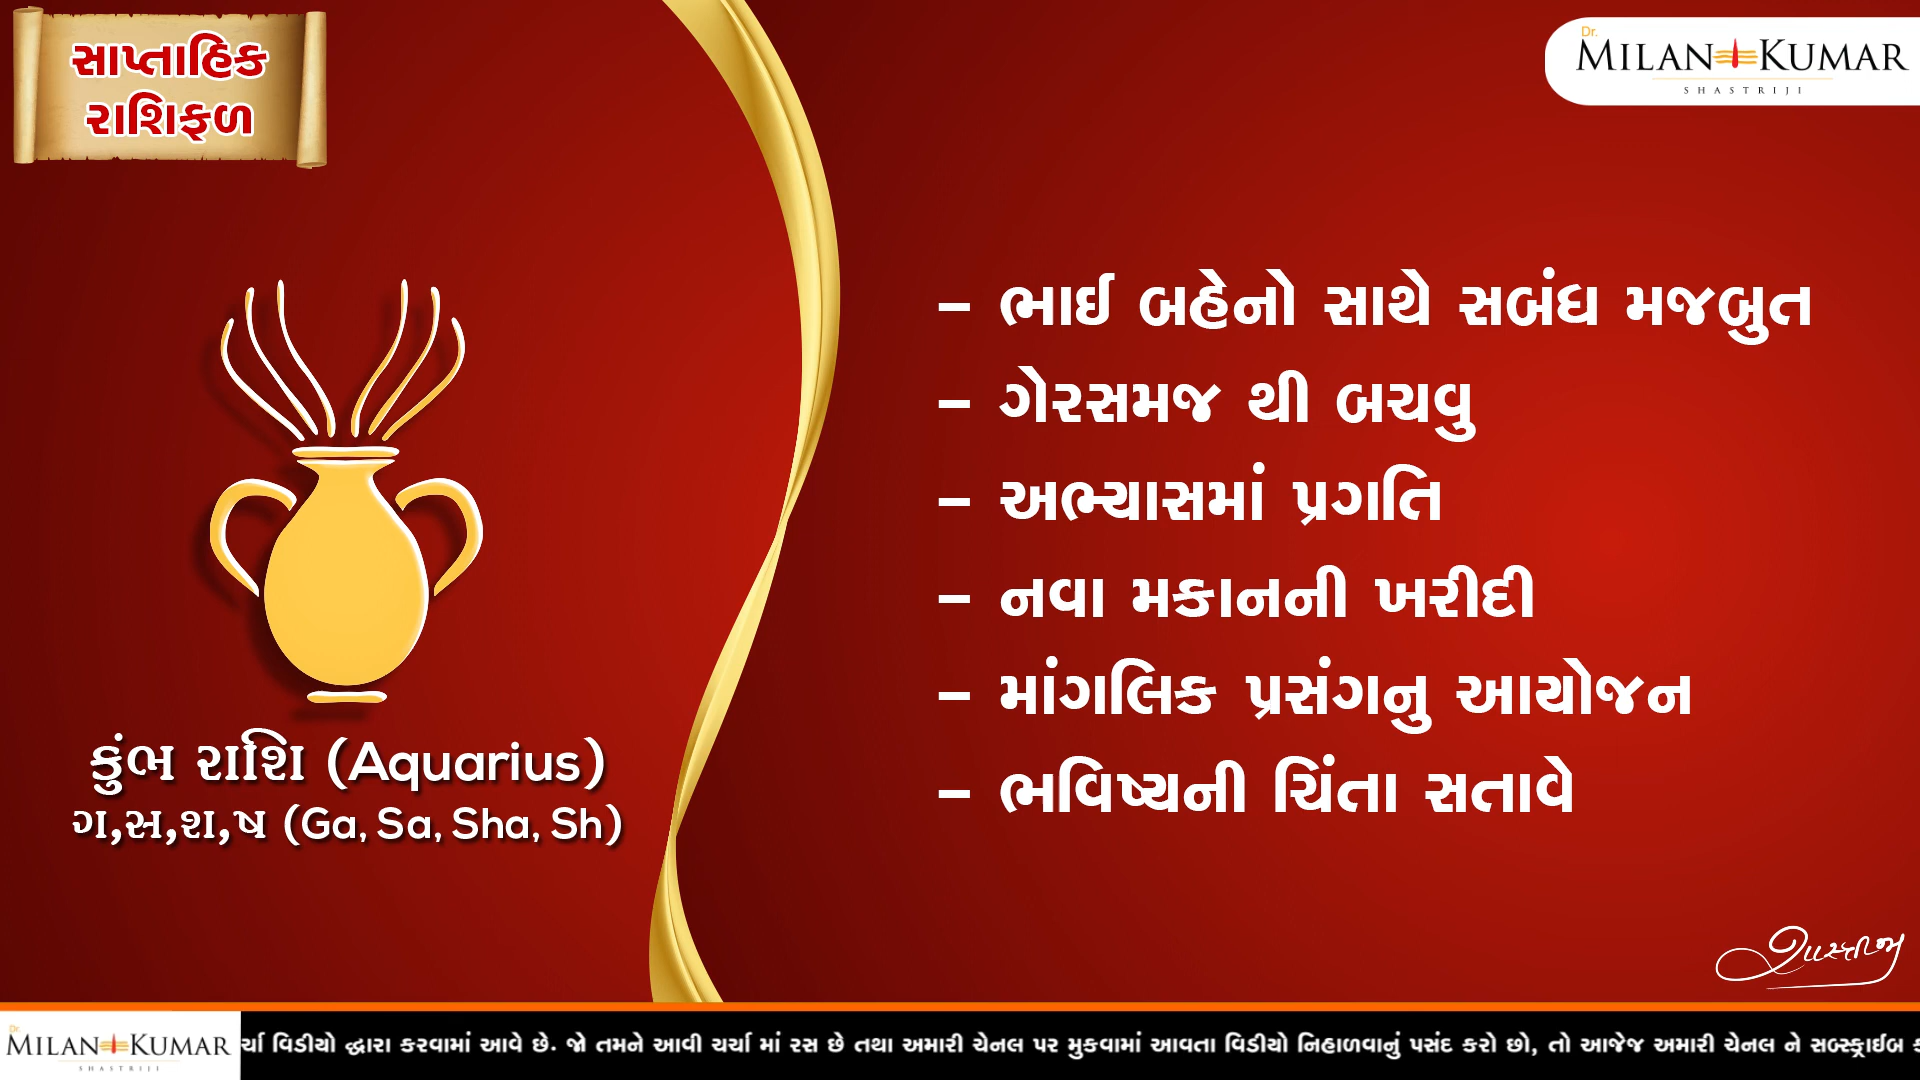 સાપ્તાહિક
રાશિફળ
Dr.
MILAN KUMAR
SHASTRIJI
– ભાઈ બહેનો સાથે સબંધ મજબુત
– ગેરસમજ થી બચવુ
– અભ્યાસમાં પ્રગતિ
– નવા મકાનની ખરીદી
– માંગલિક પ્રસંગનુ આયોજન
– ભવિષ્યની ચિંતા સતાવે
કુંભ રાશિ (Aquarius)
ગ,સ,શ,ષ (Ga, Sa, Sha, Sh)
શાસ્ત્રીજી
Dr.
MILAN KUMAR
SHASTRIJI
ર્ચા વિડીયો દ્વારા કરવામાં આવે છે. જો તમને આવી ચર્ચા માં રસ છે તથા અમારી ચેનલ પર મુકવામાં આવતા વિડીયો નિહાળવાનું પસંદ કરો છો, તો આજેજ અમારી ચેનલ ને સબ્સ્ક્રાઈબ